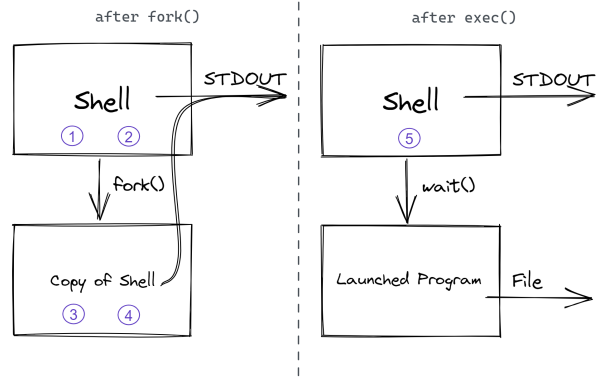 after fork()
STDOUT
Shell
1 2
fork()
Copy of Shell
3 4
after exec()
STDOUT
Shell
5
wait()
Launched Program
File